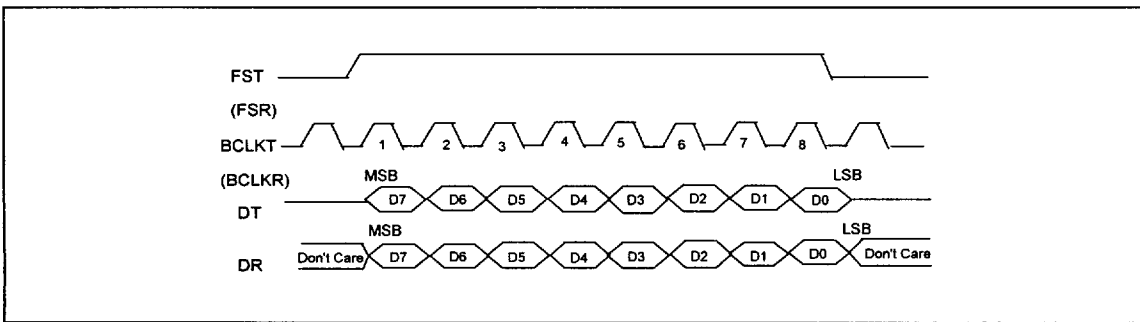 FST
(FSR)
BCLKT 1 2 3 4 5 6 7 8
(BCLKR) MSB LSB
DT D7 D6 D5 D4 D3 D2 D1 D0
MSB LSB
DR Don't Care D7 D6 D5 D4 D3 D2 D1 D0 Don't Care